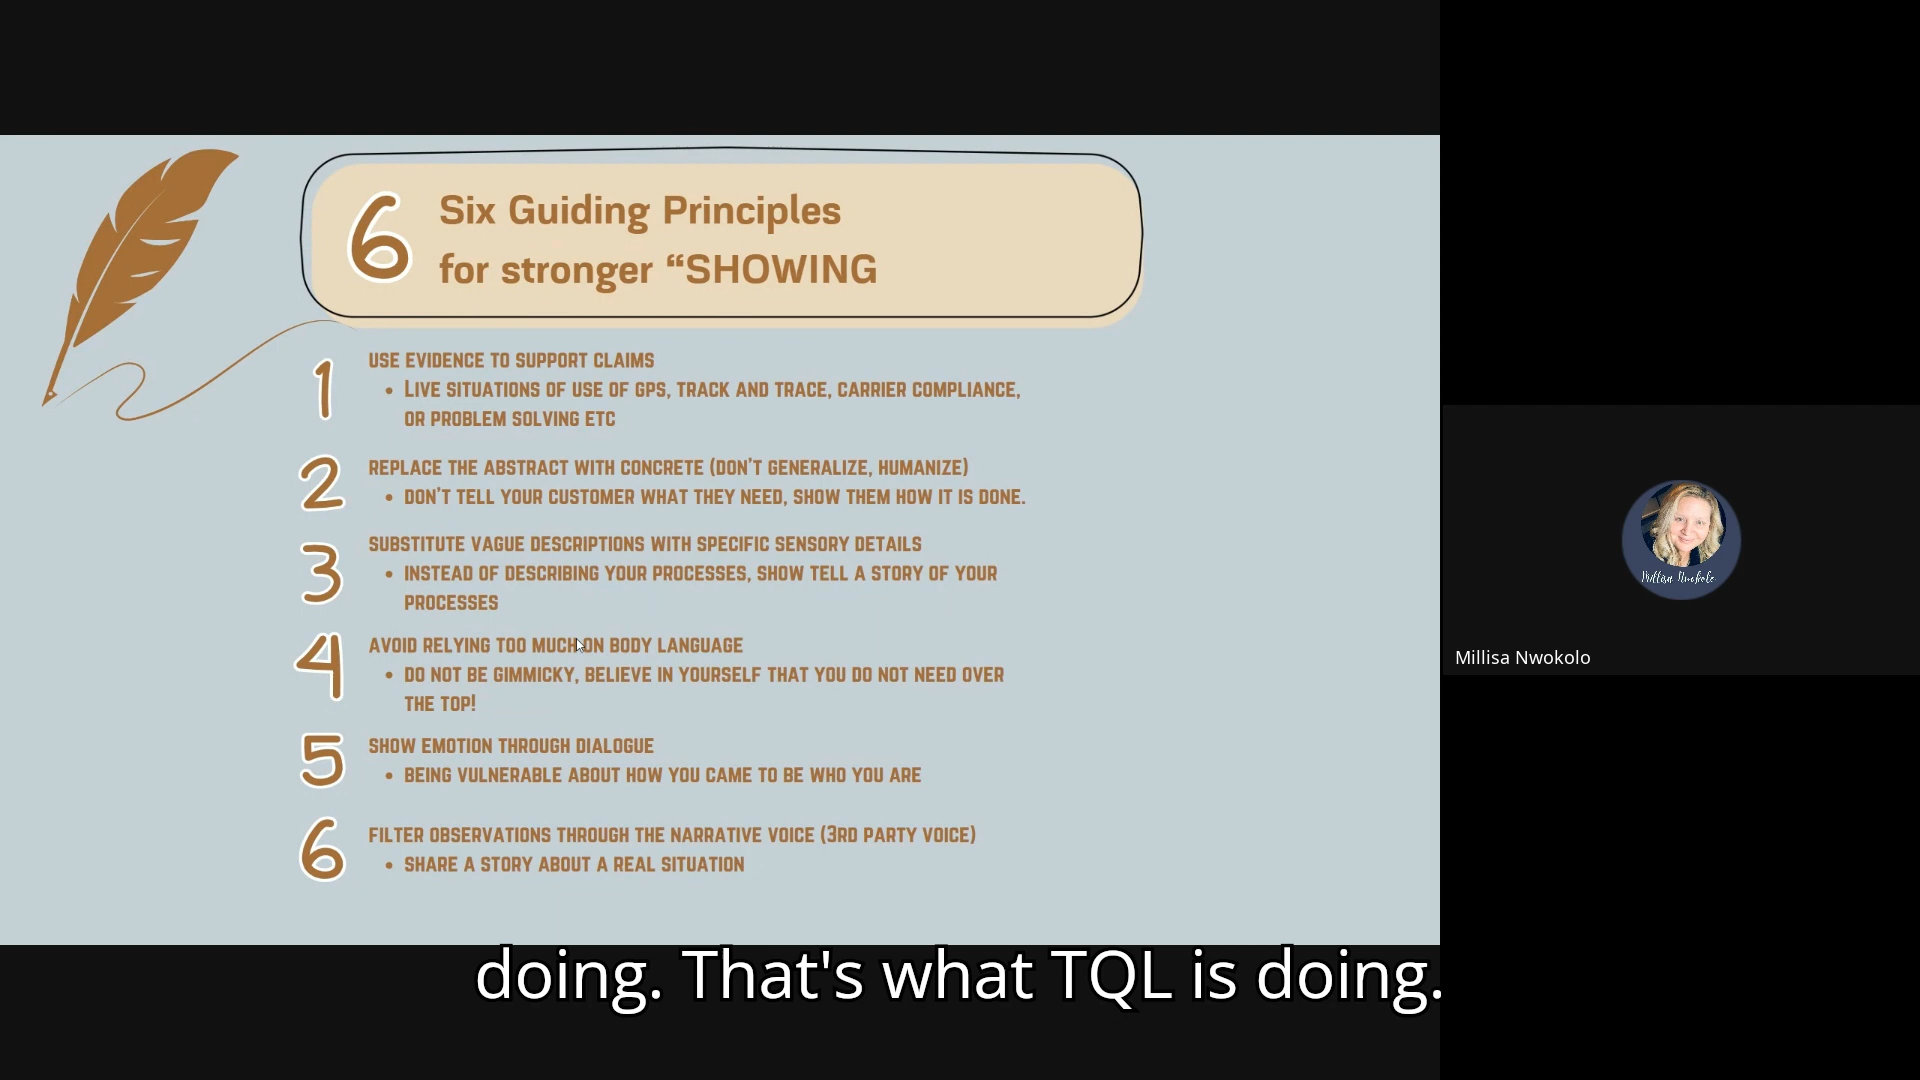 6
Six Guiding Principles
for stronger “SHOWING
1
USE EVIDENCE TO SUPPORT CLAIMS
• LIVE SITUATIONS OF USE OF GPS, TRACK AND TRACE, CARRIER COMPLIANCE,
OR PROBLEM SOLVING ETC
2
REPLACE THE ABSTRACT WITH CONCRETE (DON'T GENERALIZE, HUMANIZE)
• DON'T TELL YOUR CUSTOMER WHAT THEY NEED, SHOW THEM HOW IT IS DONE.
3
SUBSTITUTE VAGUE DESCRIPTIONS WITH SPECIFIC SENSORY DETAILS
• INSTEAD OF DESCRIBING YOUR PROCESSES, SHOW TELL A STORY OF YOUR
PROCESSES
4
AVOID RELYING TOO MUCH ON BODY LANGUAGE
• DO NOT BE GIMMICKY, BELIEVE IN YOURSELF THAT YOU DO NOT NEED OVER
THE TOP!
5
SHOW EMOTION THROUGH DIALOGUE
• BEING VULNERABLE ABOUT HOW YOU CAME TO BE WHO YOU ARE
6
FILTER OBSERVATIONS THROUGH THE NARRATIVE VOICE (3RD PARTY VOICE)
• SHARE A STORY ABOUT A REAL SITUATION
Millisa Nwokolo
Millisa Nwokolo
doing. That's what TQL is doing.